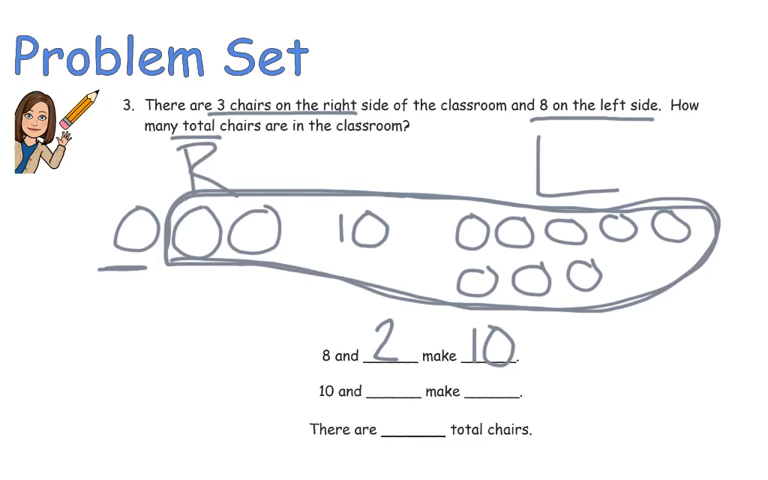 Problem Set
3. There are 3 chairs on the right side of the classroom and 8 on the left side. How
many total chairs are in the classroom?
R L
10
8 and 2 make 10.
10 and ______ make ______.
There are ______ total chairs.